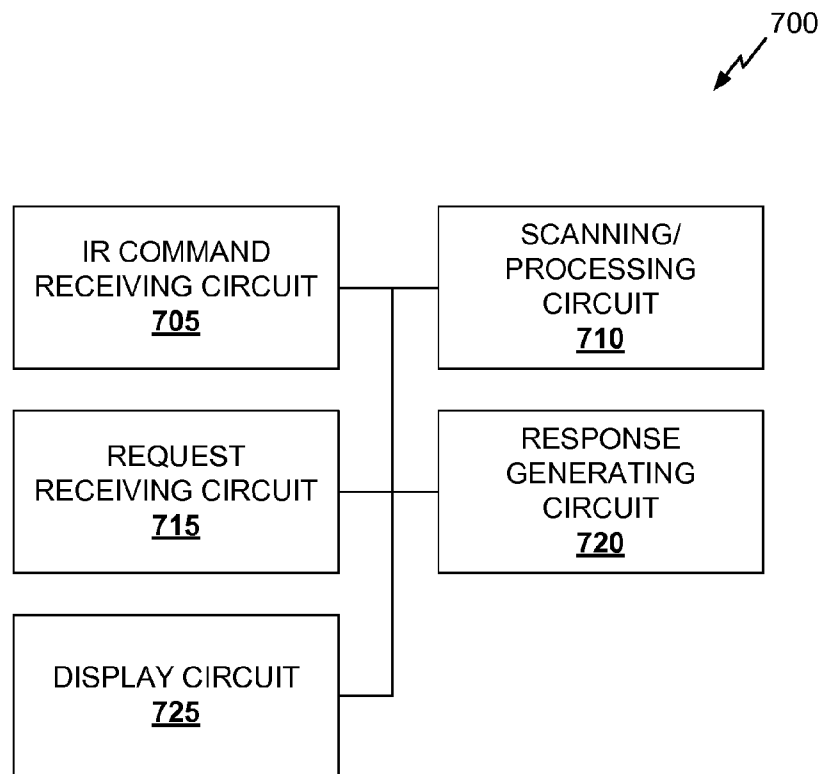 700
IR COMMAND
RECEIVING CIRCUIT
705
SCANNING/
PROCESSING
CIRCUIT
710
REQUEST
RECEIVING CIRCUIT
715
RESPONSE
GENERATING
CIRCUIT
720
DISPLAY CIRCUIT
725